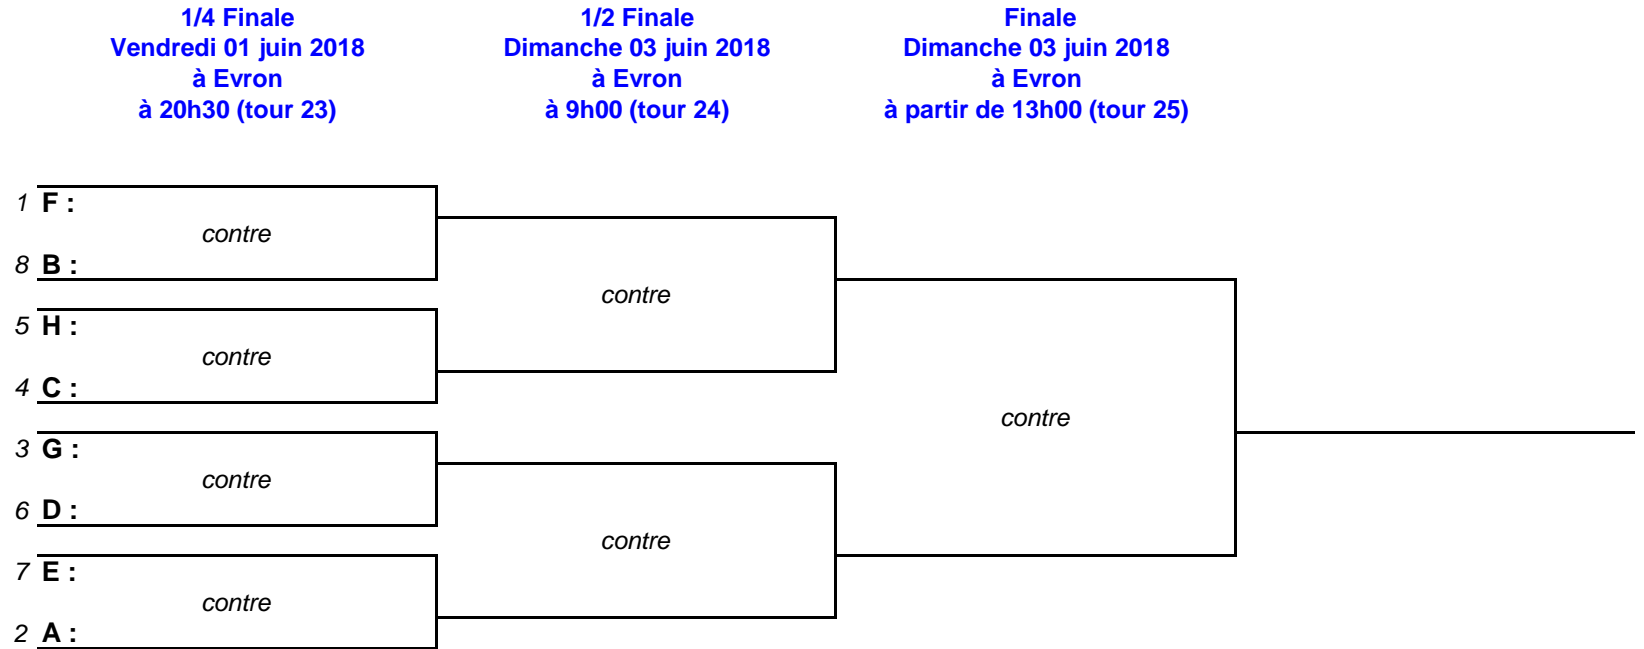 1/4 Finale
Vendredi 01 juin 2018
à Evron
à 20h30 (tour 23)
1/2 Finale
Dimanche 03 juin 2018
à Evron
à 9h00 (tour 24)
Finale
Dimanche 03 juin 2018
à Evron
à partir de 13h00 (tour 25)
1 F :
contre
8 B :
contre
5 H :
contre
4 C :
contre
3 G :
contre
6 D :
contre
7 E :
contre
2 A :